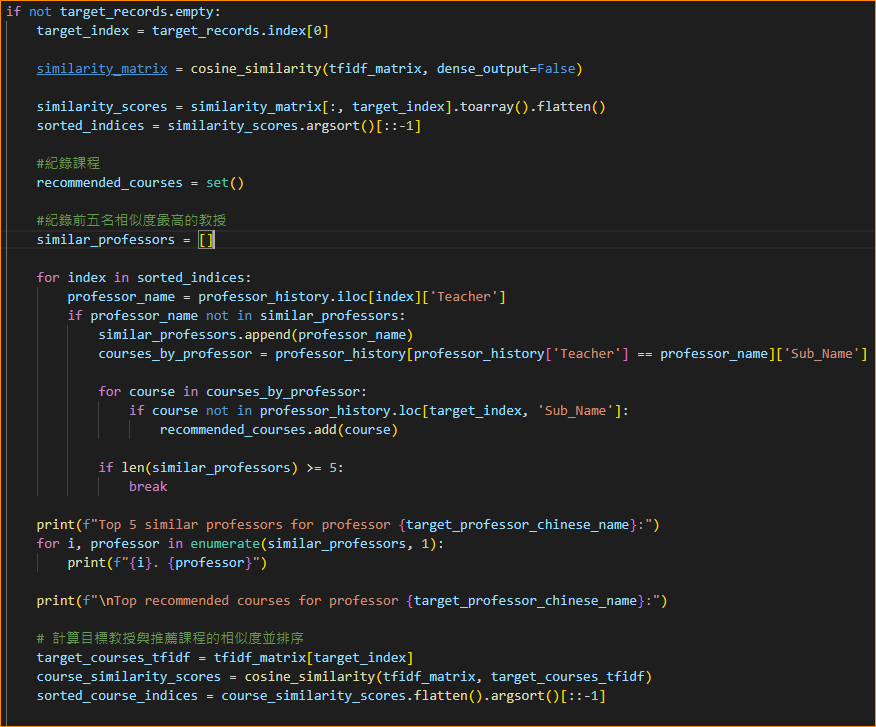 if not target_records.empty:
    target_index = target_records.index[0]
    similarity_matrix = cosine_similarity(tfidf_matrix, dense_output=False)
    similarity_scores = similarity_matrix[:, target_index].toarray().flatten()
    sorted_indices = similarity_scores.argsort()[::-1]
    #紀錄課程
    recommended_courses = set()
    #紀錄前五名相似度最高的教授
    similar_professors = []
    for index in sorted_indices:
        professor_name = professor_history.iloc[index]['Teacher']
        if professor_name not in similar_professors:
            similar_professors.append(professor_name)
            courses_by_professor = professor_history[professor_history['Teacher'] == professor_name]['Sub_Name']
            for course in courses_by_professor:
                if course not in professor_history.loc[target_index, 'Sub_Name']:
                    recommended_courses.add(course)
            if len(similar_professors) >= 5:
                break
    print(f"Top 5 similar professors for professor {target_professor_chinese_name}:")
    for i, professor in enumerate(similar_professors, 1):
        print(f"{i}. {professor}")
    print(f"\nTop recommended courses for professor {target_professor_chinese_name}:")
    # 計算目標教授與推薦課程的相似度並排序
    target_courses_tfidf = tfidf_matrix[target_index]
    course_similarity_scores = cosine_similarity(tfidf_matrix, target_courses_tfidf)
    sorted_course_indices = course_similarity_scores.flatten().argsort()[::-1]